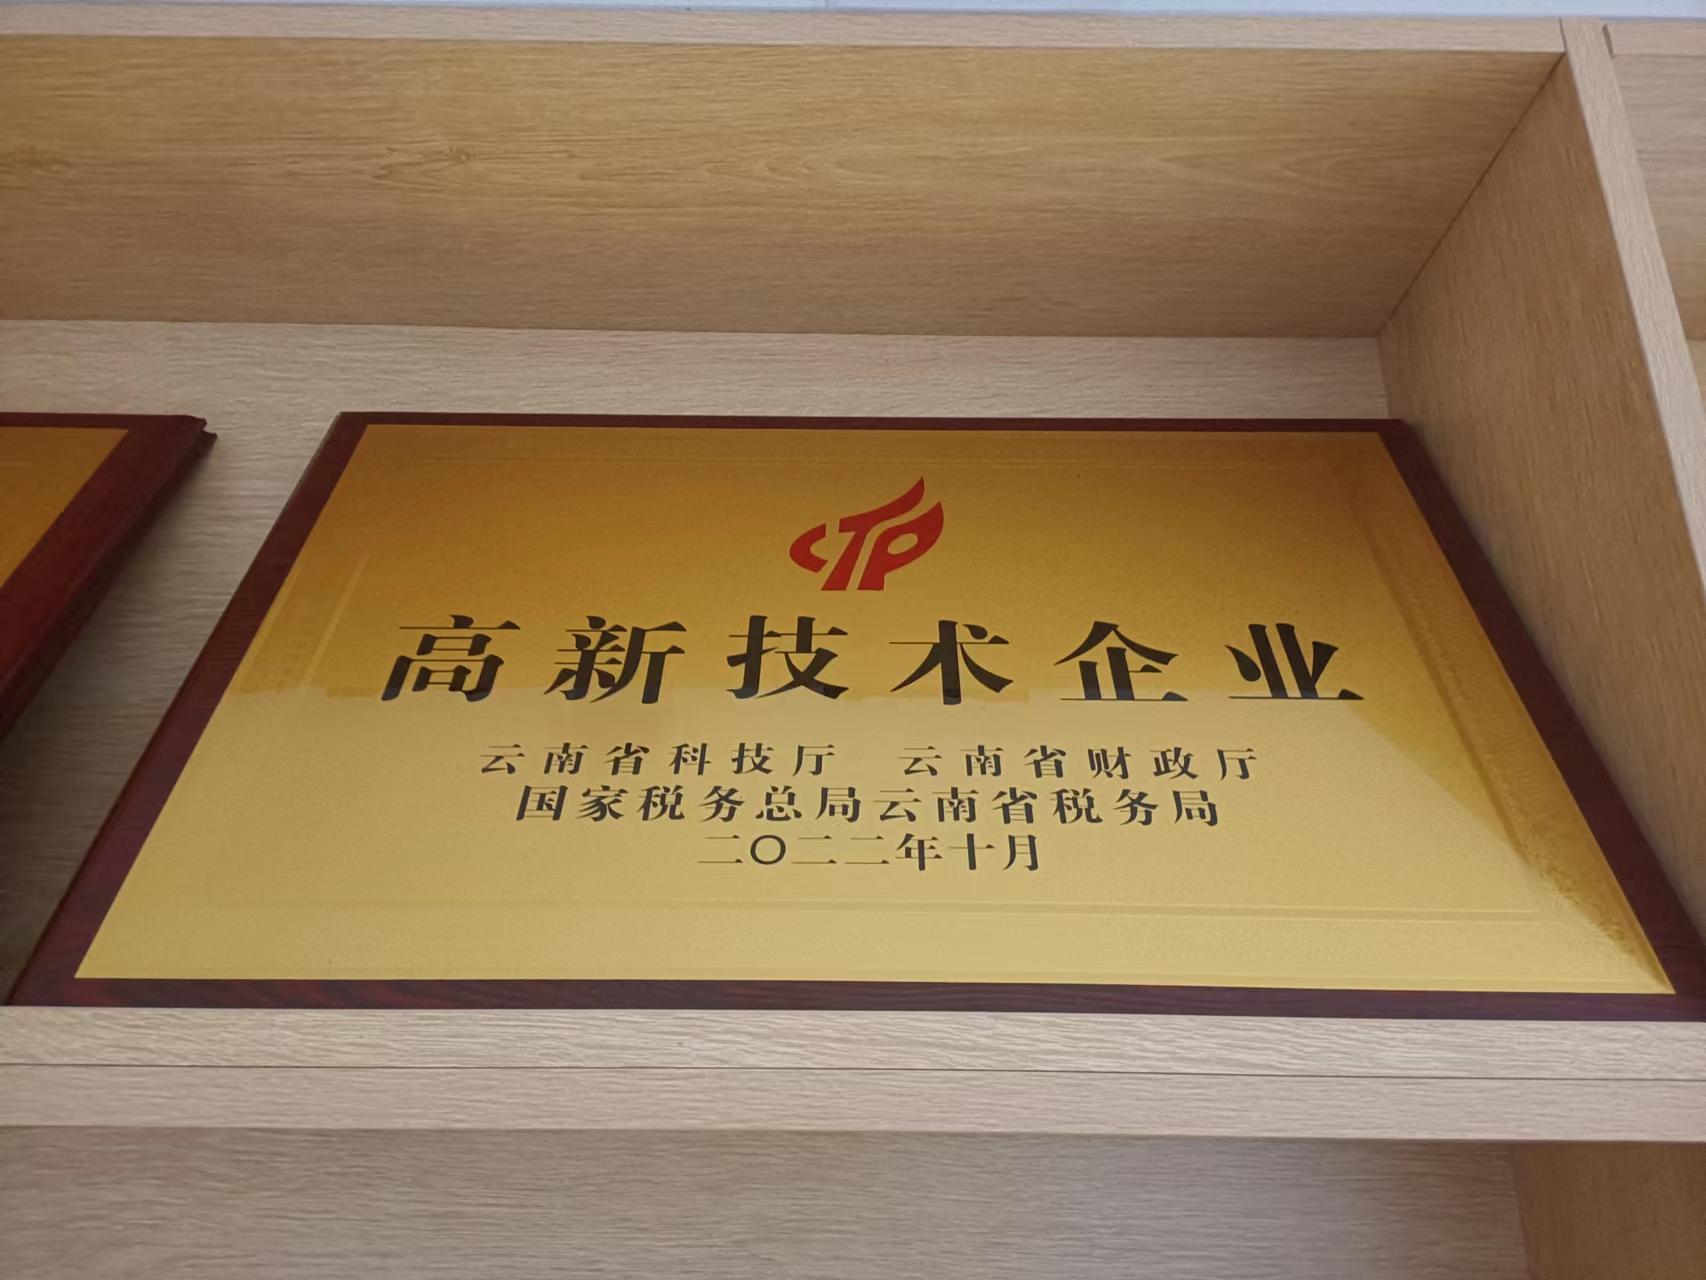 CTP
高新技术企业
云南省科技厅 云南省财政厅
国家税务总局云南省税务局
二〇二二年十月